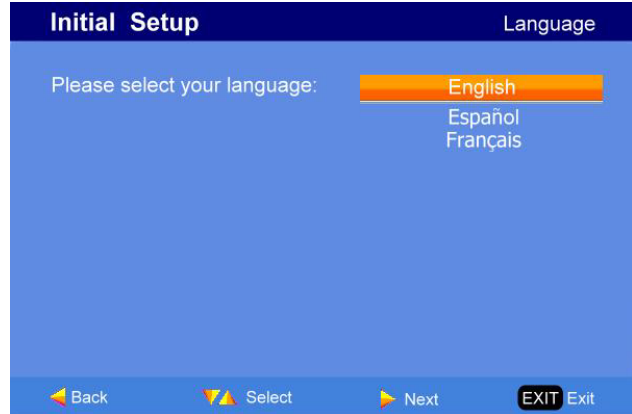 Initial Setup Language
Please select your language: English
Español
Français
Back Select Next EXIT Exit